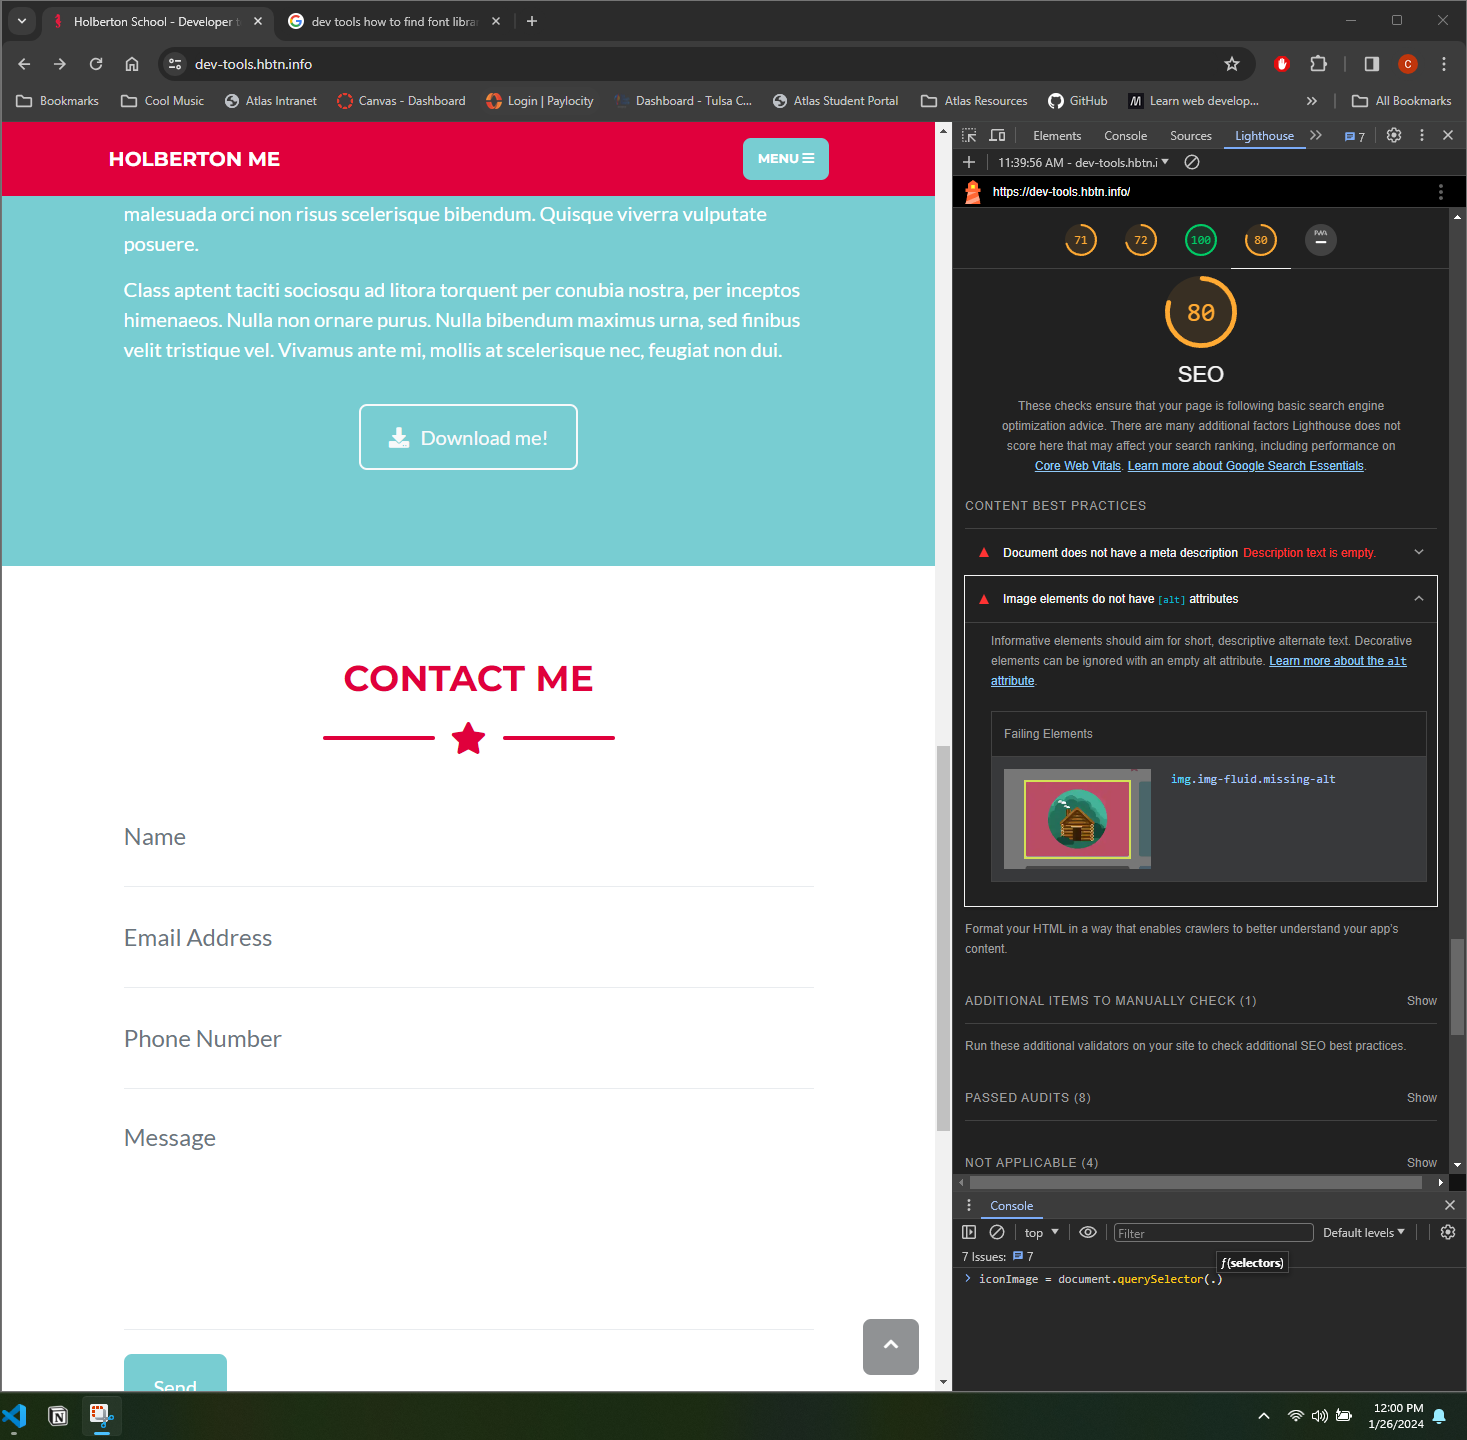 Holberton School - Developer t
dev tools how to find font libra
dev-tools.hbtn.info
C
Bookmarks
Cool Music
Atlas Intranet
Canvas - Dashboard
Login | Paylocity
Dashboard - Tulsa C...
Atlas Student Portal
Atlas Resources
GitHub
Learn web develop...
All Bookmarks
HOLBERTON ME
MENU
malesuada orci non risus scelerisque bibendum. Quisque viverra vulputate
posuere.
Class aptent taciti sociosqu ad litora torquent per conubia nostra, per inceptos
himenaeos. Nulla non ornare purus. Nulla bibendum maximus urna, sed finibus
velit tristique vel. Vivamus ante mi, mollis at scelerisque nec, feugiat non dui.
Download me!
CONTACT ME
Name
Email Address
Phone Number
Message
Send
Elements
Console
Sources
Lighthouse
7
11:39:56 AM - dev-tools.hbtn.i
https://dev-tools.hbtn.info/
71
72
100
80
PWA
80
SEO
These checks ensure that your page is following basic search engine
optimization advice. There are many additional factors Lighthouse does not
score here that may affect your search ranking, including performance on
Core Web Vitals. Learn more about Google Search Essentials.
CONTENT BEST PRACTICES
Document does not have a meta description Description text is empty.
Image elements do not have [alt] attributes
Informative elements should aim for short, descriptive alternate text. Decorative
elements can be ignored with an empty alt attribute. Learn more about the alt
attribute.
Failing Elements
img.img-fluid.missing-alt
Format your HTML in a way that enables crawlers to better understand your app's
content.
ADDITIONAL ITEMS TO MANUALLY CHECK (1)
Show
Run these additional validators on your site to check additional SEO best practices.
PASSED AUDITS (8)
Show
NOT APPLICABLE (4)
Show
Console
top
Filter
Default levels
7 Issues: 7
ƒ(selectors)
iconImage = document.querySelector(.)
12:00 PM
1/26/2024